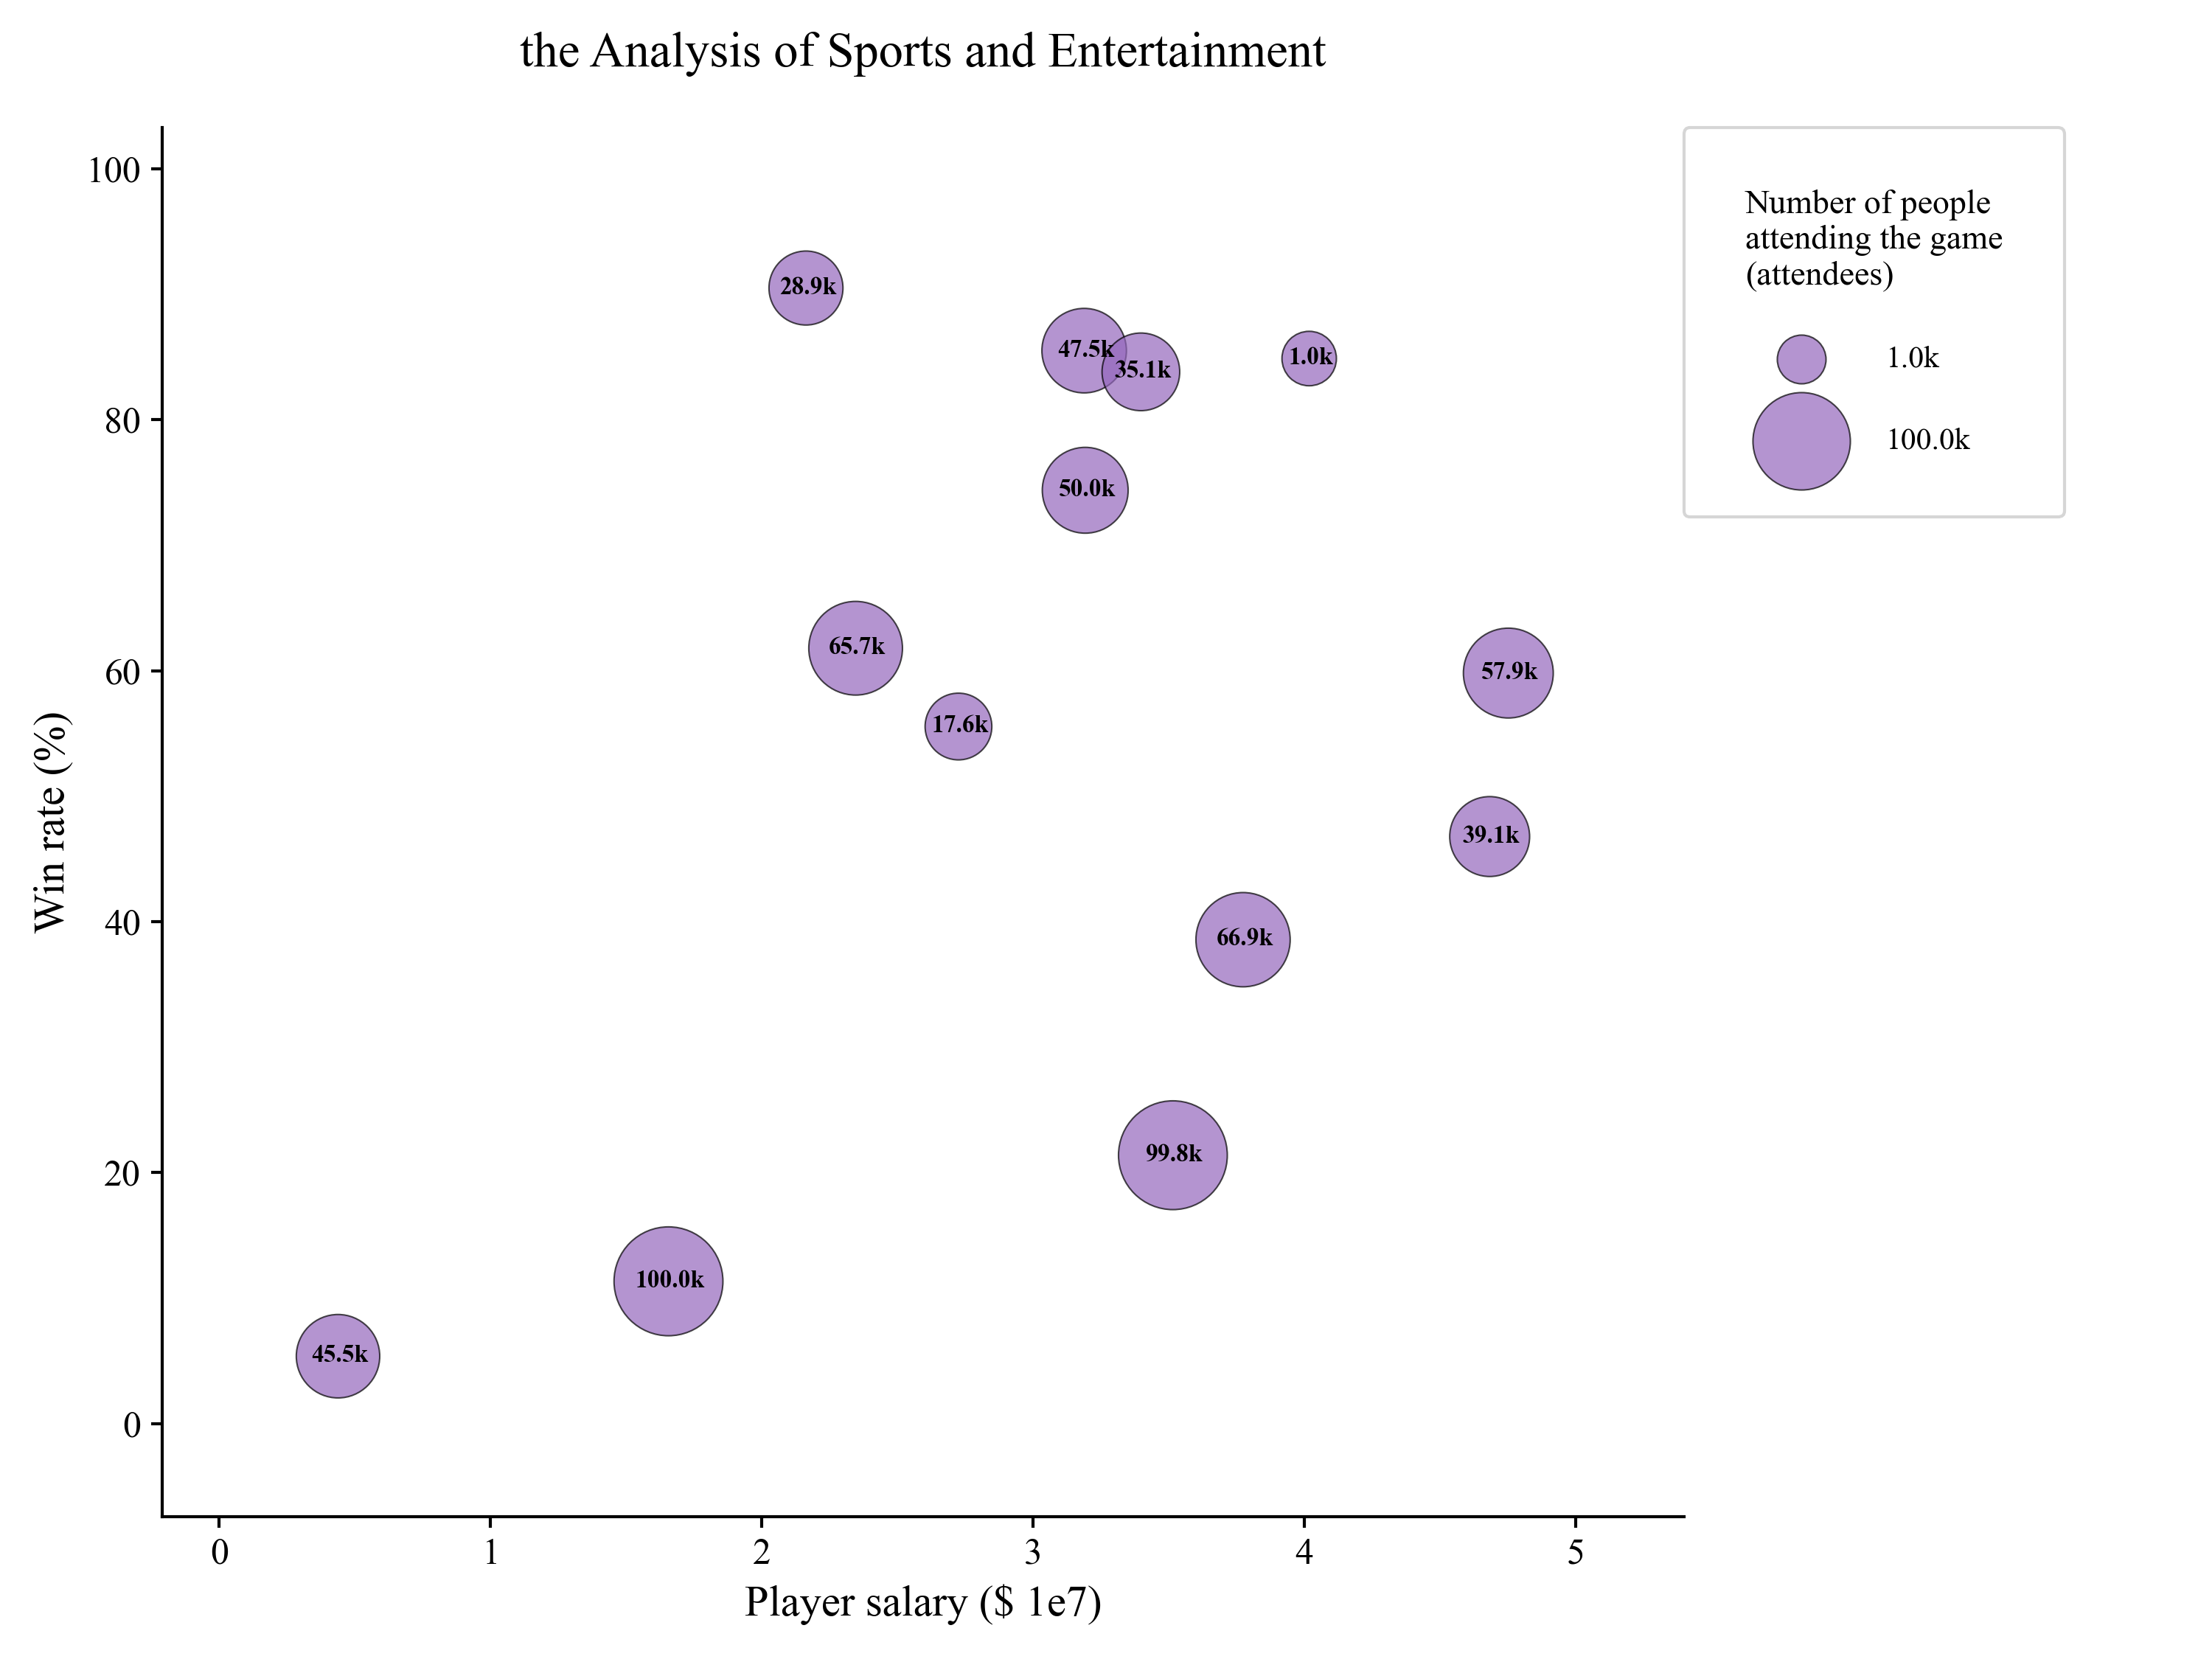 the Analysis of Sports and Entertainment
Number of people
attending the game
(attendees)
1.0k
100.0k
100
80
60
40
20
0
Win rate (%)
28.9k
47.5k
35.1k
1.0k
50.0k
65.7k
57.9k
17.6k
39.1k
66.9k
99.8k
100.0k
45.5k
0 1 2 3 4 5
Player salary ($ 1e7)